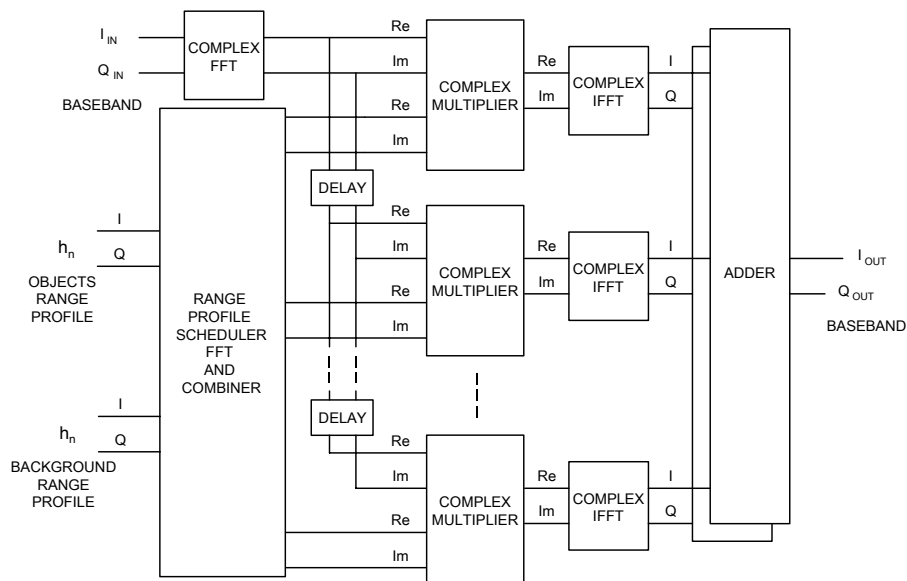 I IN
Q IN
BASEBAND
COMPLEX
FFT
Re
Im
Re
Im
COMPLEX
MULTIPLIER
Re
Im
COMPLEX
IFFT
I
Q
DELAY
I
hn
Q
OBJECTS
RANGE
PROFILE
RANGE
PROFILE
SCHEDULER
FFT
AND
COMBINER
Re
Im
Re
Im
COMPLEX
MULTIPLIER
Re
Im
COMPLEX
IFFT
I
Q
ADDER
I OUT
Q OUT
BASEBAND
I
hn
Q
BACKGROUND
RANGE
PROFILE
DELAY
Re
Im
Re
Im
COMPLEX
MULTIPLIER
Re
Im
COMPLEX
IFFT
I
Q